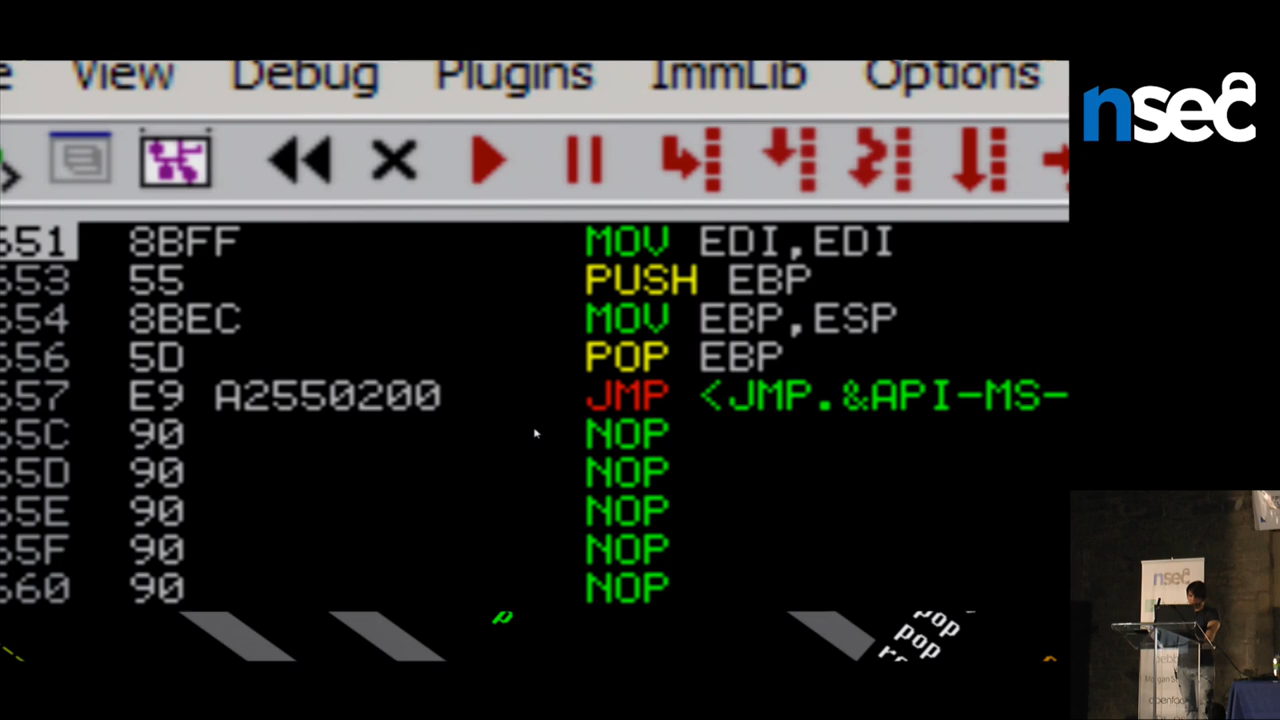 e View Debug Plugins ImmLib Options
nsec
651 8BFF MOV EDI,EDI
653 55 PUSH EBP
654 8BEC MOV EBP,ESP
656 5D POP EBP
657 E9 A2550200 JMP <JMP.&API-MS-
65C 90 NOP
65D 90 NOP
65E 90 NOP
65F 90 NOP
660 90 NOP
p
pop
pop
nsec